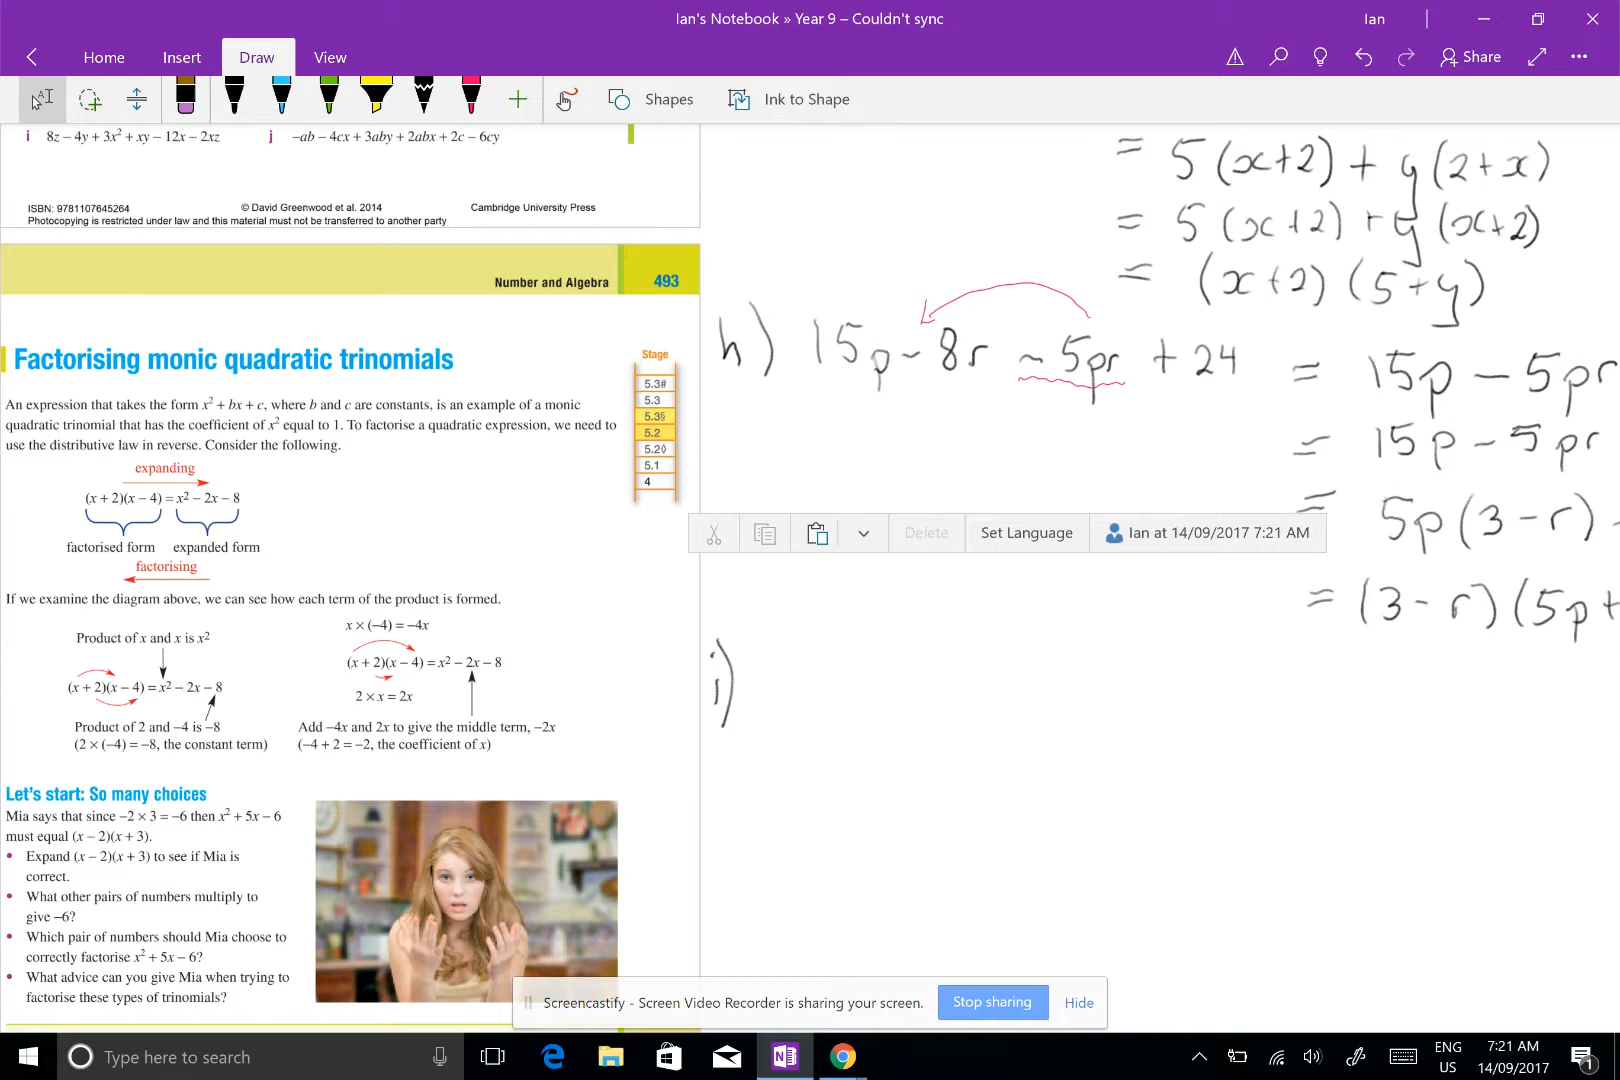 Ian's Notebook » Year 9 – Couldn't sync
Ian
Home Insert Draw View
Share
Shapes Ink to Shape
i 8z – 4y + 3x² + xy – 12x – 2xz j –ab – 4cx + 3aby + 2abx + 2c – 6cy
ISBN: 9781107645264 © David Greenwood et al. 2014 Cambridge University Press
Photocopying is restricted under law and this material must not be transferred to another party
Number and Algebra 493
Factorising monic quadratic trinomials
An expression that takes the form x² + bx + c, where b and c are constants, is an example of a monic
quadratic trinomial that has the coefficient of x² equal to 1. To factorise a quadratic expression, we need to
use the distributive law in reverse. Consider the following.
expanding
(x + 2)(x – 4) = x² – 2x – 8
factorised form expanded form
factorising
Stage
5.3#
5.3
5.3§
5.2
5.2◊
5.1
4
If we examine the diagram above, we can see how each term of the product is formed.
Product of x and x is x²
(x + 2)(x – 4) = x² – 2x – 8
Product of 2 and –4 is –8
(2 × (–4) = –8, the constant term)
x × (–4) = –4x
(x + 2)(x – 4) = x² – 2x – 8
2 × x = 2x
Add –4x and 2x to give the middle term, –2x
(–4 + 2 = –2, the coefficient of x)
Let's start: So many choices
Mia says that since –2 × 3 = –6 then x² + 5x – 6
must equal (x – 2)(x + 3).
• Expand (x – 2)(x + 3) to see if Mia is
correct.
• What other pairs of numbers multiply to
give –6?
• Which pair of numbers should Mia choose to
correctly factorise x² + 5x – 6?
• What advice can you give Mia when trying to
factorise these types of trinomials?
= 5(x+2) + y(2+x)
= 5(x+2) + y(x+2)
= (x+2)(5+y)
h) 15p – 8r – 5pr + 24 = 15p – 5pr
= 15p – 5pr
= 5p(3 – r)
= (3 – r)(5p +
Delete Set Language Ian at 14/09/2017 7:21 AM
i)
Screencastify - Screen Video Recorder is sharing your screen. Stop sharing Hide
Type here to search
ENG
US
7:21 AM
14/09/2017
1